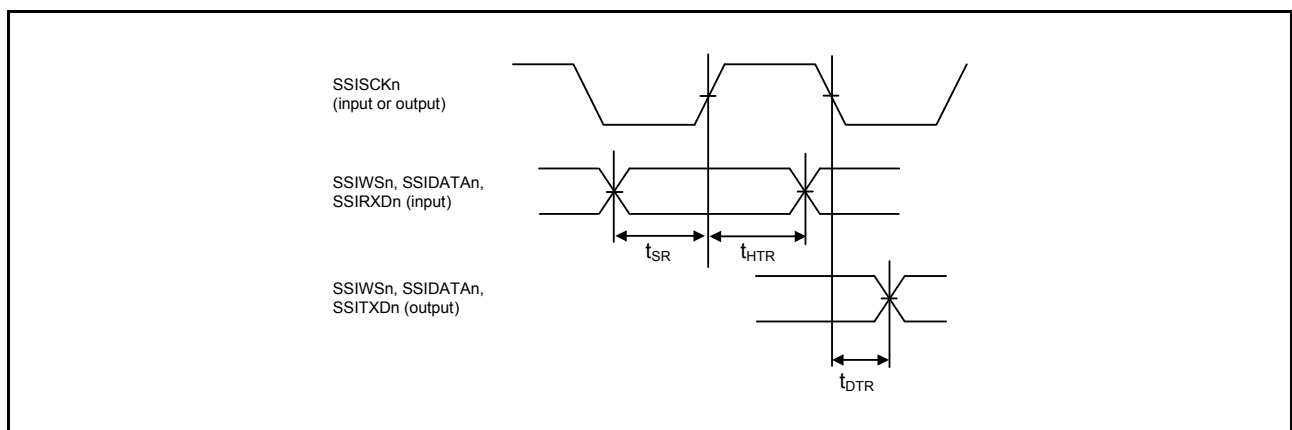 SSISCKn
(input or output)
SSIWSn, SSIDATAn,
SSIRXDn (input)
tSR
tHTR
SSIWSn, SSIDATAn,
SSITXDn (output)
tDTR